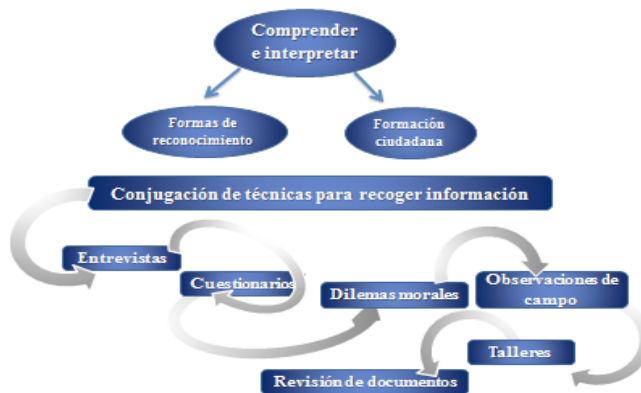 Comprender
e interpretar
Formas de
reconocimiento
Formación
ciudadana
Conjugación de técnicas para recoger información
Entrevistas
Cuestionarios
Dilemas morales
Observaciones de
campo
Talleres
Revisión de documentos